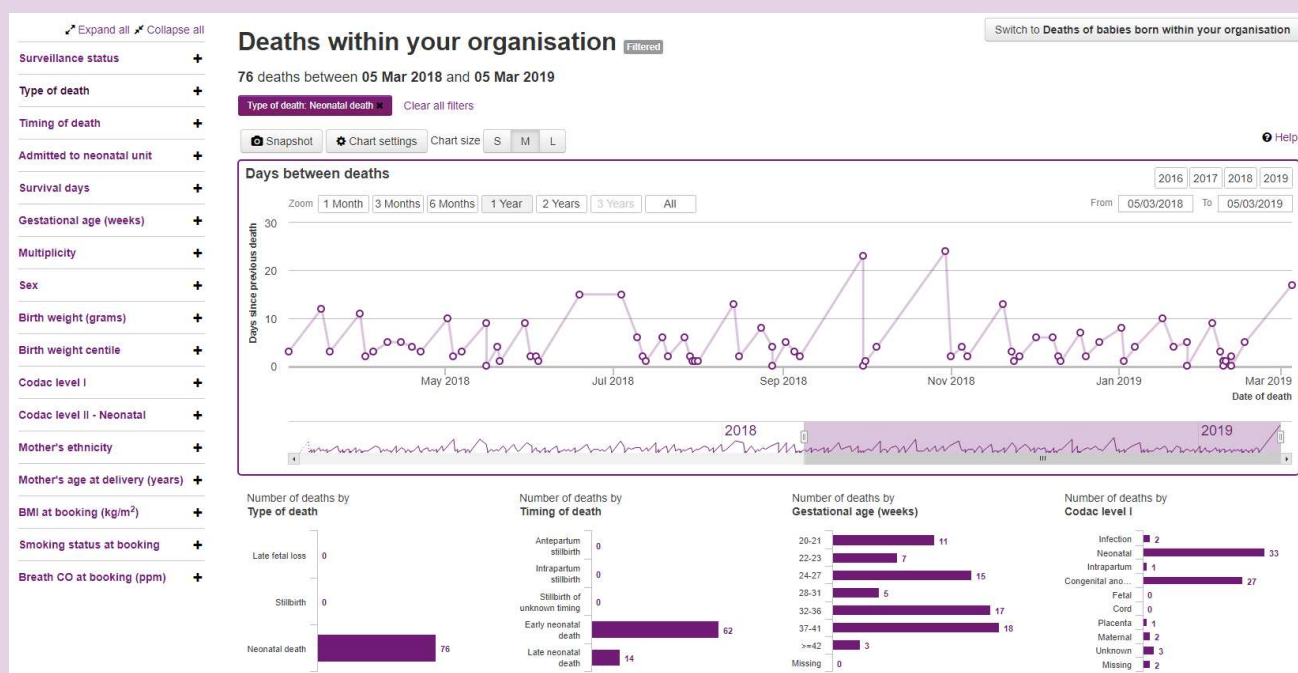 Expand all Collapse all
Surveillance status +
Type of death +
Timing of death +
Admitted to neonatal unit +
Survival days +
Gestational age (weeks) +
Multiplicity +
Sex +
Birth weight (grams) +
Birth weight centile +
Codac level I +
Codac level II - Neonatal +
Mother's ethnicity +
Mother's age at delivery (years) +
BMI at booking (kg/m²) +
Smoking status at booking +
Breath CO at booking (ppm) +
Deaths within your organisation Filtered
Switch to Deaths of babies born within your organisation
76 deaths between 05 Mar 2018 and 05 Mar 2019
Type of death: Neonatal death × Clear all filters
Snapshot Chart settings Chart size S M L
Help
Days between deaths
2016 2017 2018 2019
Zoom 1 Month 3 Months 6 Months 1 Year 2 Years 3 Years All
From 05/03/2018 To 05/03/2019
Days since previous death
30
20
10
0
May 2018 Jul 2018 Sep 2018 Nov 2018 Jan 2019 Mar 2019
Date of death
2018 2019
Number of deaths by
Type of death
Late fetal loss 0
Stillbirth 0
Neonatal death 76
Number of deaths by
Timing of death
Antepartum
stillbirth 0
Intrapartum
stillbirth 0
Stillbirth of
unknown timing 0
Early neonatal
death 62
Late neonatal
death 14
Number of deaths by
Gestational age (weeks)
20-21 11
22-23 7
24-27 15
28-31 5
32-36 17
37-41 18
>=42 3
Missing 0
Number of deaths by
Codac level I
Infection 2
Neonatal 33
Intrapartum 1
Congenital ano... 27
Fetal 0
Cord 0
Placenta 1
Maternal 2
Unknown 3
Missing 2